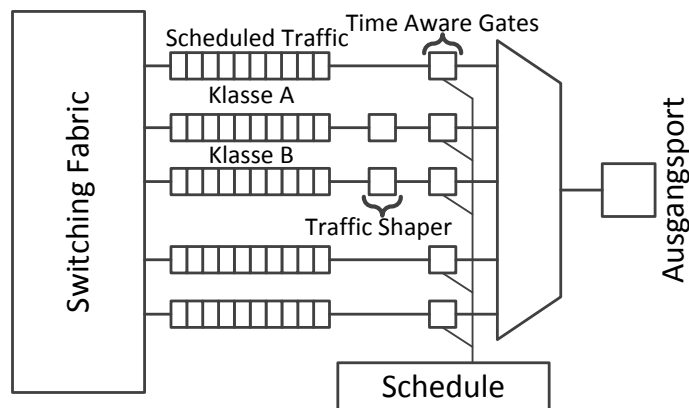 Scheduled Traffic
Time Aware Gates
Klasse A
Klasse B
Traffic Shaper
Switching Fabric
Ausgangsport
Schedule